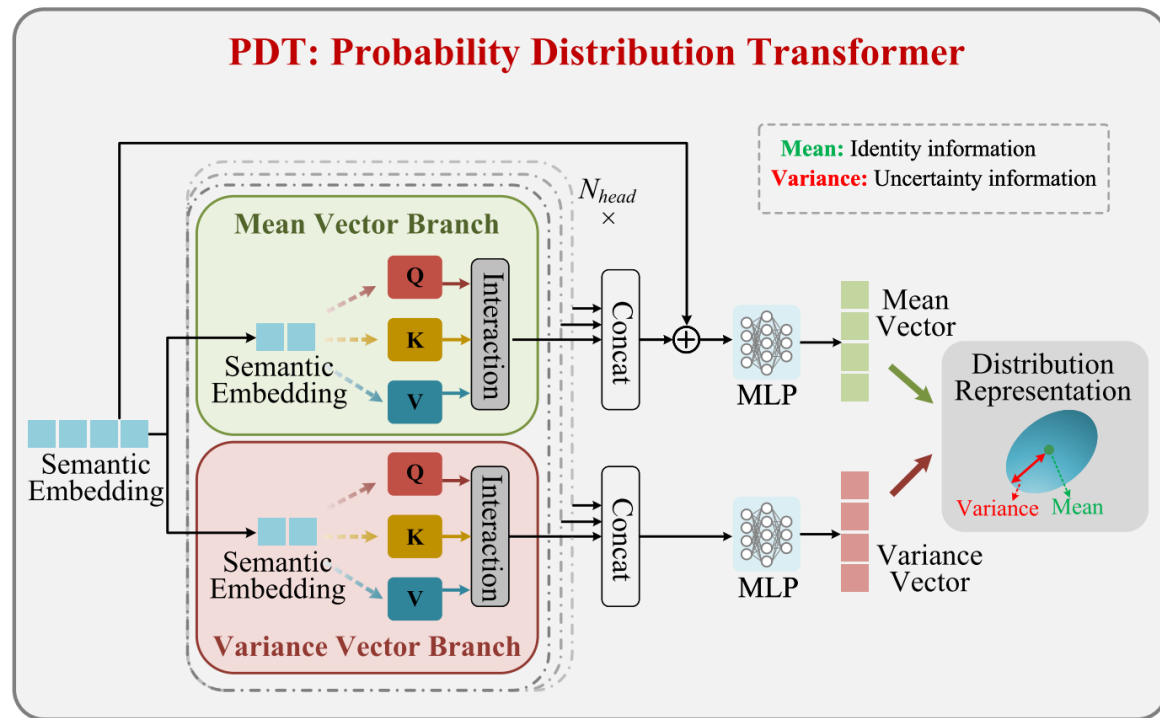 PDT: Probability Distribution Transformer
Mean: Identity information
Variance: Uncertainty information
N_head
×
Mean Vector Branch
Q
K
V
Interaction
Semantic
Embedding
Concat
MLP
Mean
Vector
Semantic
Embedding
Q
K
V
Interaction
Semantic
Embedding
Variance Vector Branch
Concat
MLP
Variance
Vector
Distribution
Representation
Variance
Mean